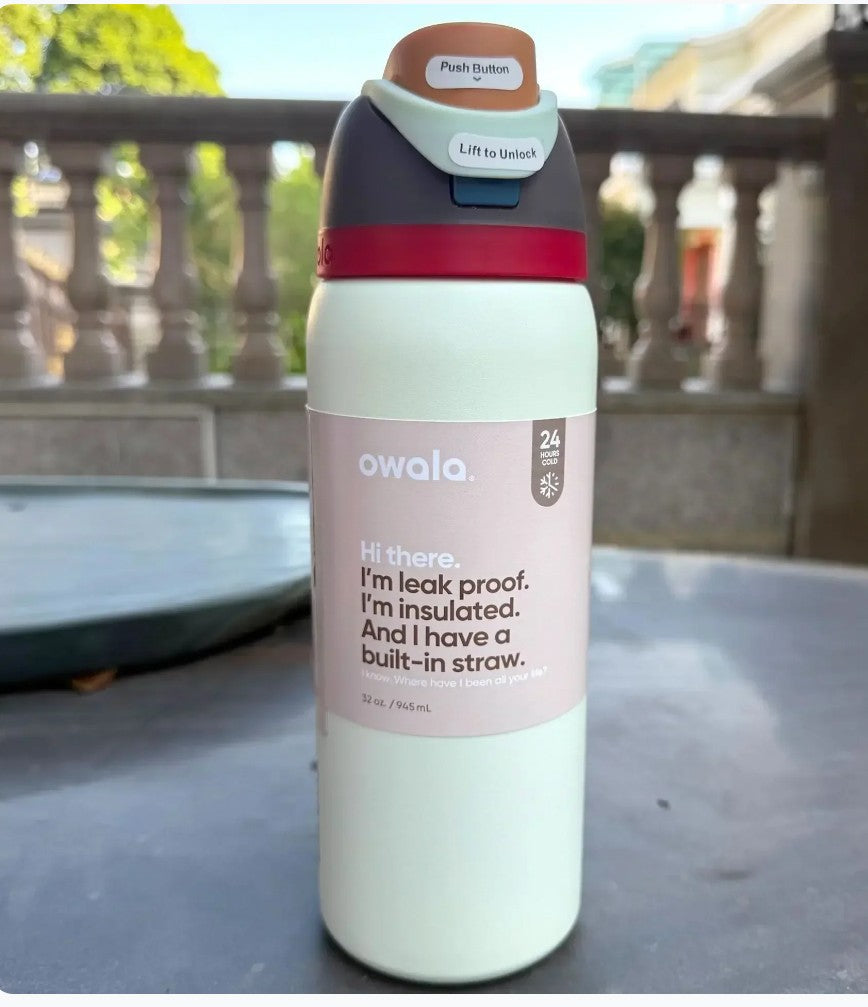 Push Button
Lift to Unlock
owala
24
HOURS
COLD
Hi there.
I'm leak proof.
I'm insulated.
And I have a
built-in straw.
I know. Where have I been all your life?
32 oz. / 945 mL